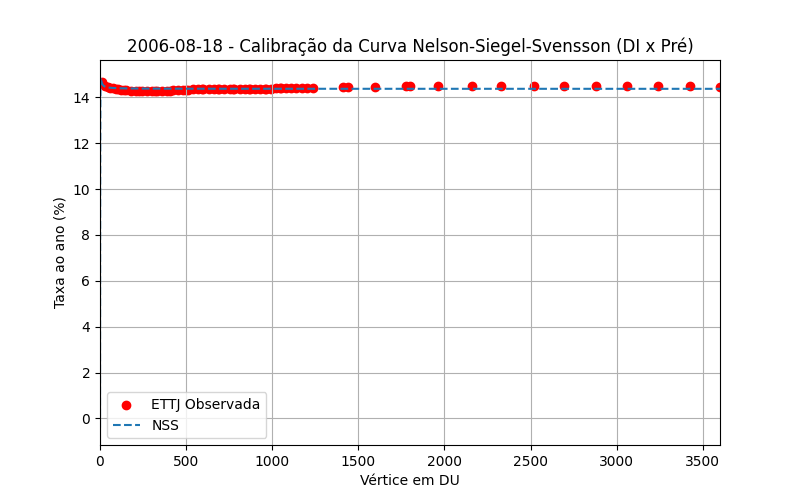 2006-08-18 - Calibração da Curva Nelson-Siegel-Svensson (DI x Pré)
Taxa ao ano (%)
14
12
10
8
6
4
2
0
ETTJ Observada
NSS
0 500 1000 1500 2000 2500 3000 3500
Vértice em DU